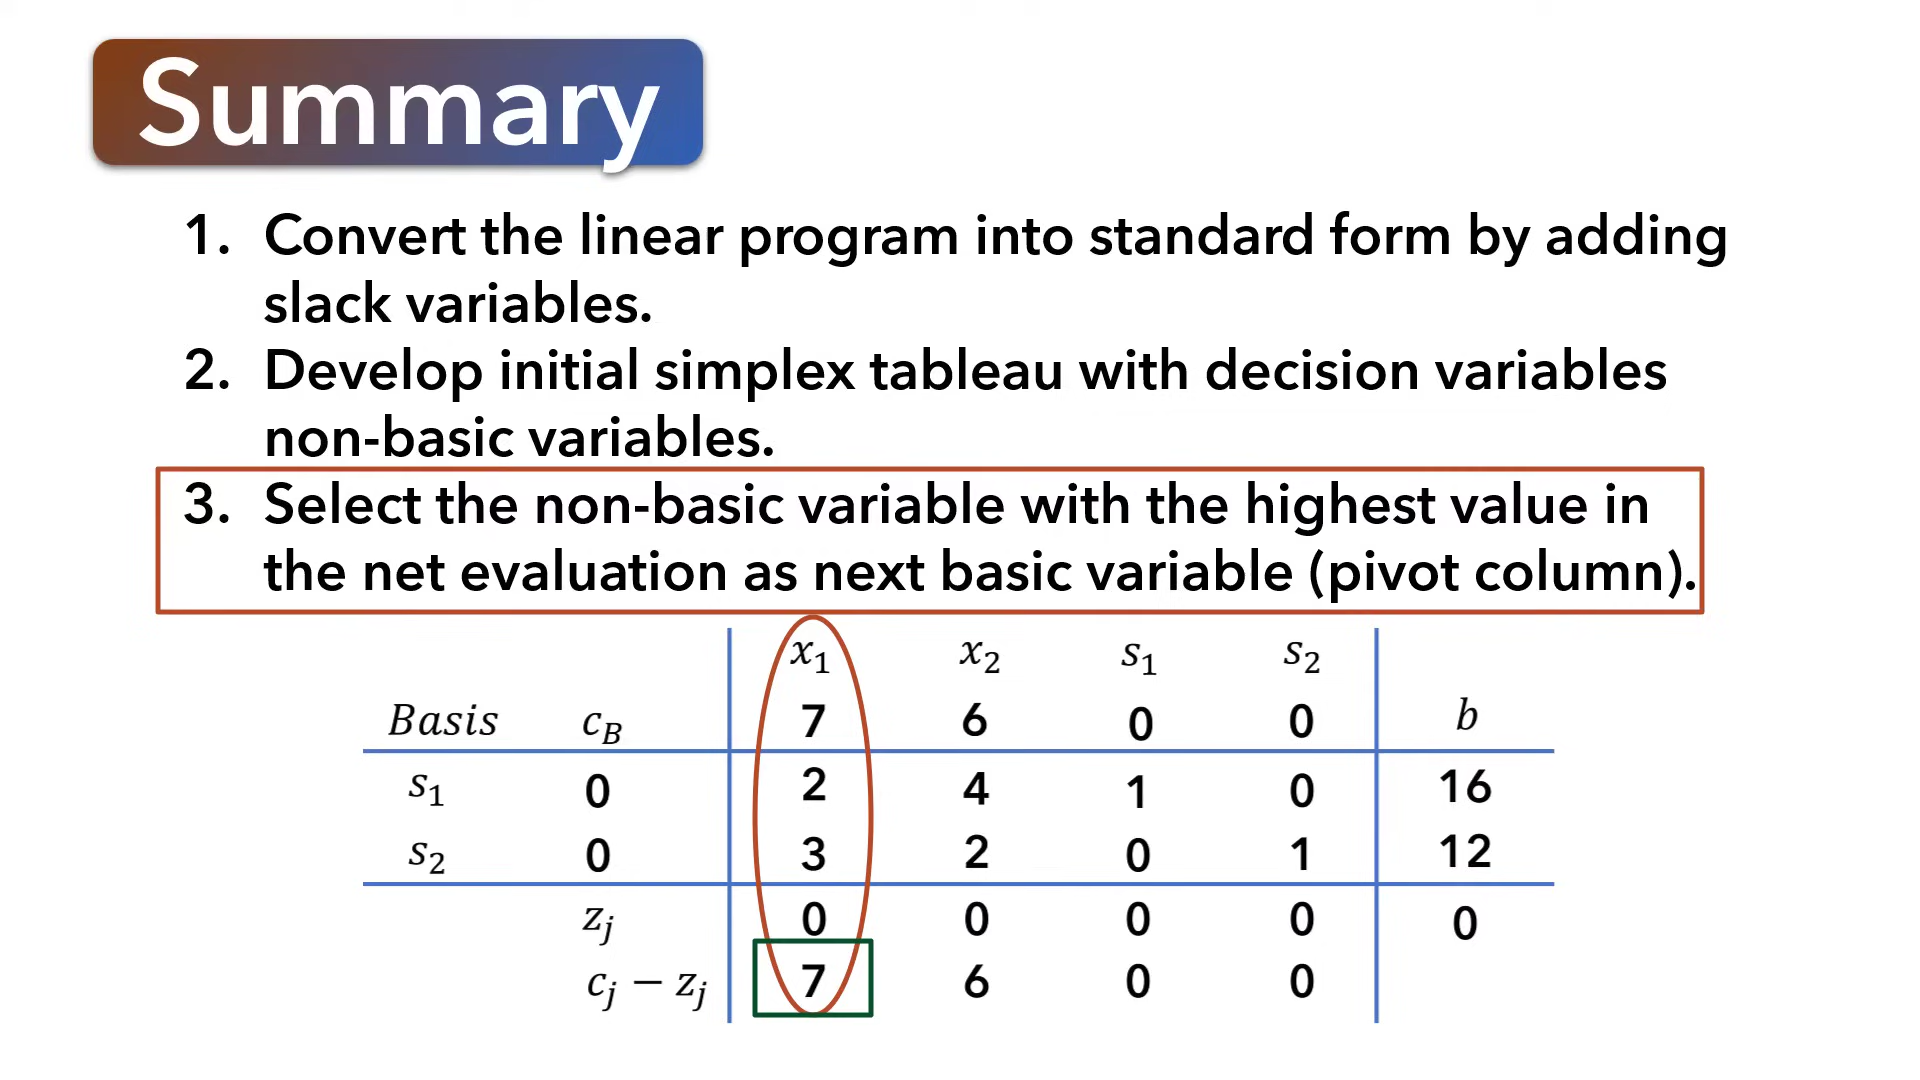 Summary
1. Convert the linear program into standard form by adding
slack variables.
2. Develop initial simplex tableau with decision variables
non-basic variables.
3. Select the non-basic variable with the highest value in
the net evaluation as next basic variable (pivot column).
x₁ x₂ s₁ s₂
Basis c_B 7 6 0 0 b
s₁ 0 2 4 1 0 16
s₂ 0 3 2 0 1 12
z_j 0 0 0 0 0
c_j − z_j 7 6 0 0